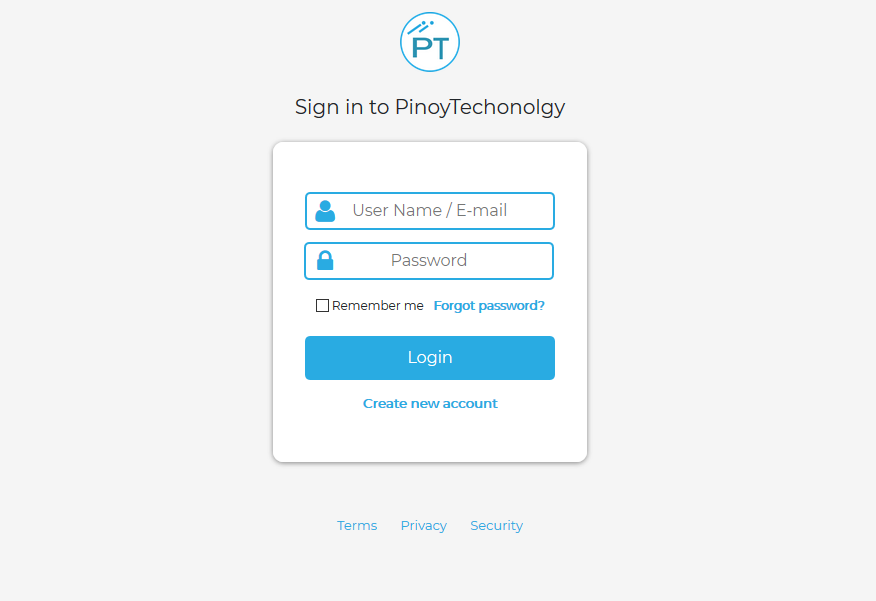 PT
Sign in to PinoyTechonolgy
User Name / E-mail
Password
Remember me Forgot password?
Login
Create new account
Terms Privacy Security